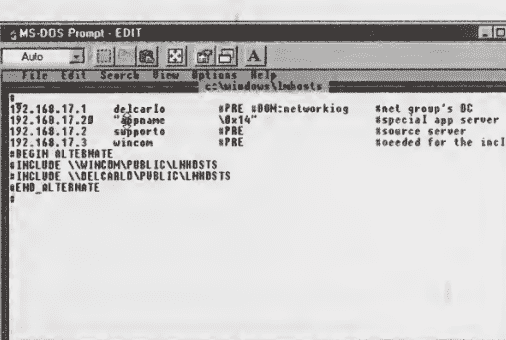 MS-DOS Prompt - EDIT
Auto A
File Edit Search View Options Help
c:\windows\lmhosts
#
192.168.17.1 delcarlo #PRE #DOM:networking #net group's DC
192.168.17.20 "appname \0x14" #special app server
192.168.17.2 supporto #PRE #source server
192.168.17.3 wincom #PRE #needed for the incl
#BEGIN_ALTERNATE
#INCLUDE \\WINCOM\PUBLIC\LMHOSTS
#INCLUDE \\DELCARLO\PUBLIC\LMHOSTS
#END_ALTERNATE
#